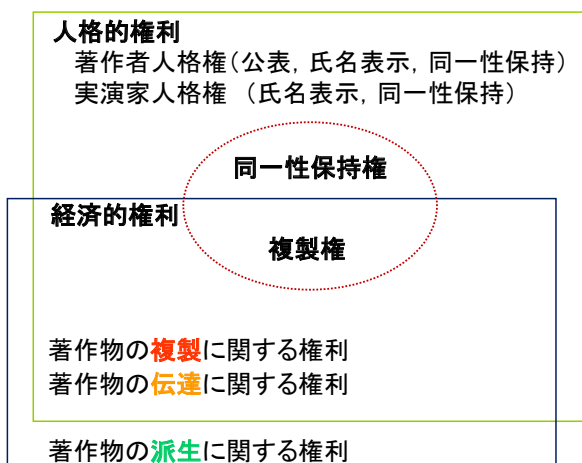 人格的権利
著作者人格権(公表, 氏名表示, 同一性保持)
実演家人格権 (氏名表示, 同一性保持)
同一性保持権
経済的権利
複製権
著作物の複製に関する権利
著作物の伝達に関する権利
著作物の派生に関する権利